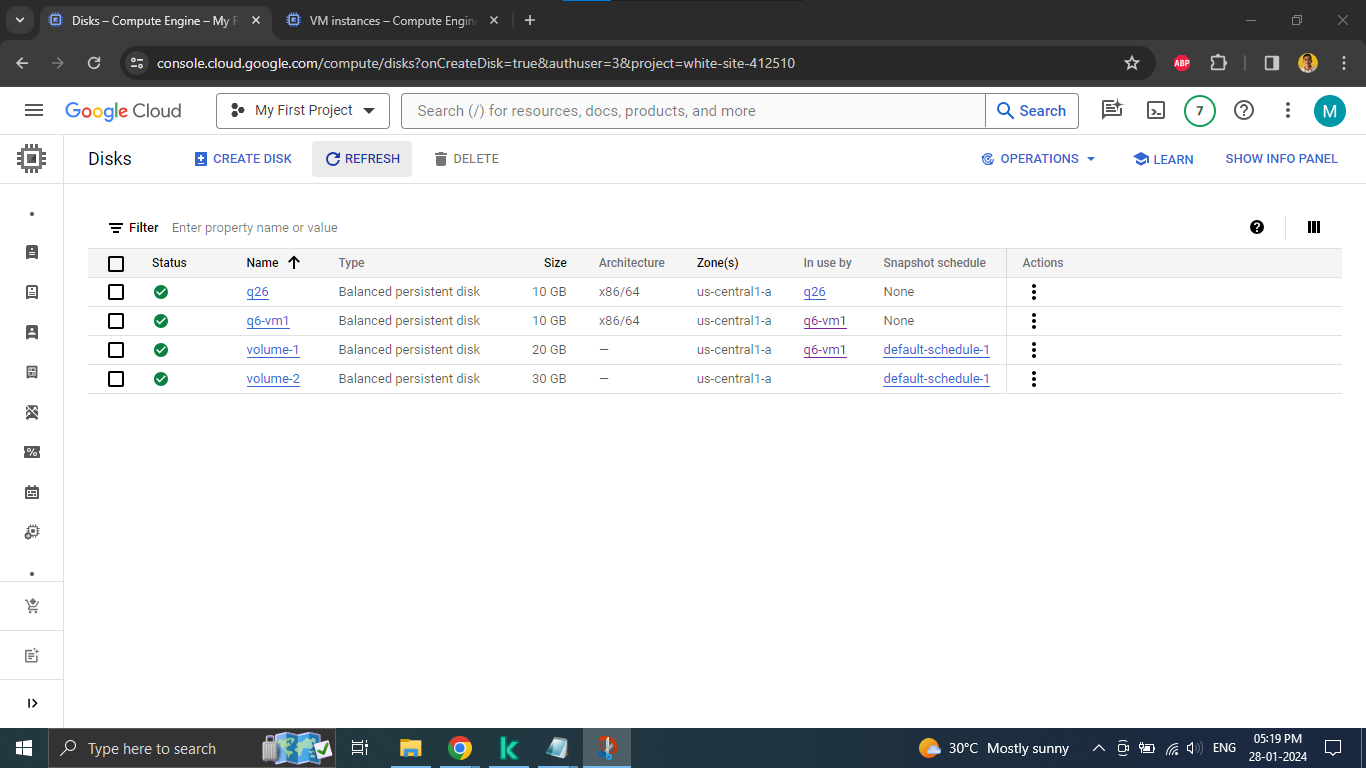 Disks – Compute Engine – My F
VM instances – Compute Engin
console.cloud.google.com/compute/disks?onCreateDisk=true&authuser=3&project=white-site-412510
ABP
Google Cloud
My First Project
Search (/) for resources, docs, products, and more
Search
7
M
Disks
CREATE DISK
REFRESH
DELETE
OPERATIONS
LEARN
SHOW INFO PANEL
Filter Enter property name or value
Status Name Type Size Architecture Zone(s) In use by Snapshot schedule Actions
q26 Balanced persistent disk 10 GB x86/64 us-central1-a q26 None
q6-vm1 Balanced persistent disk 10 GB x86/64 us-central1-a q6-vm1 None
volume-1 Balanced persistent disk 20 GB — us-central1-a q6-vm1 default-schedule-1
volume-2 Balanced persistent disk 30 GB — us-central1-a default-schedule-1
Type here to search
30°C Mostly sunny
ENG
05:19 PM
28-01-2024